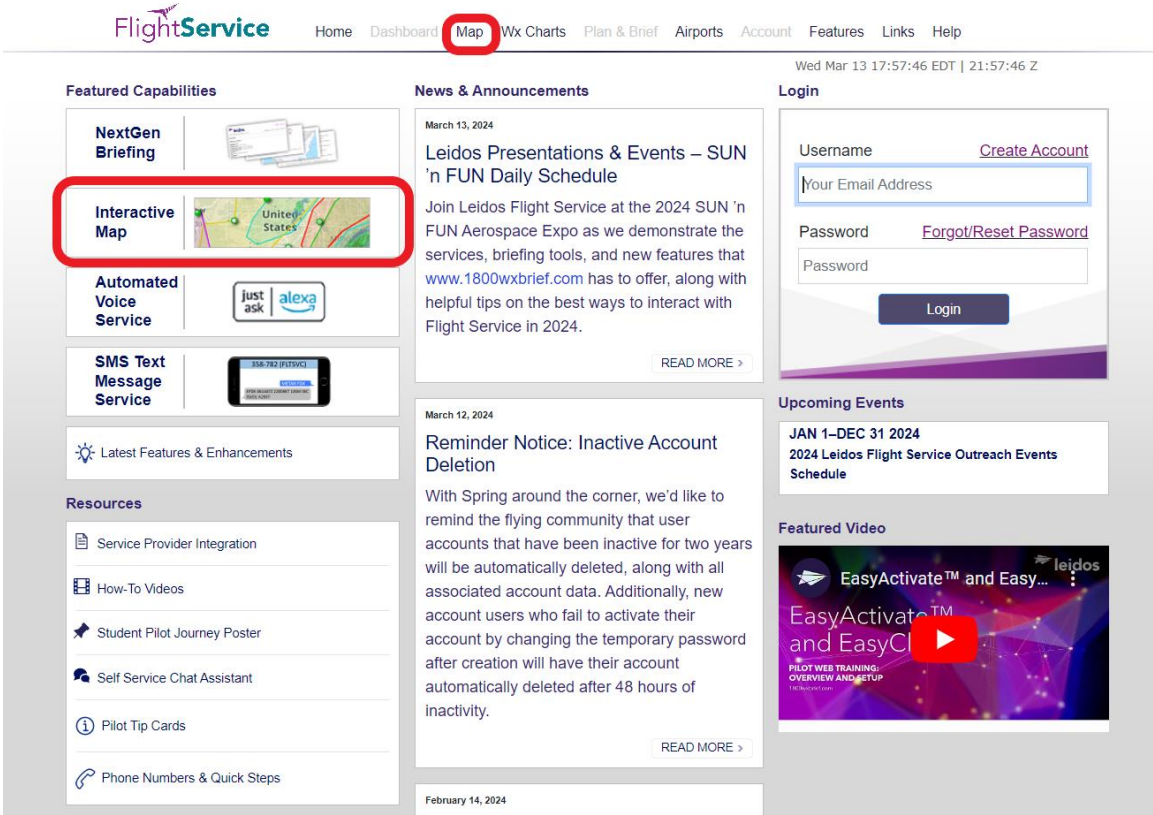 FlightService
Home Dashboard Map Wx Charts Plan & Brief Airports Account Features Links Help
Wed Mar 13 17:57:46 EDT | 21:57:46 Z
Featured Capabilities
NextGen
Briefing
Interactive
Map
United
States
Automated
Voice
Service
just
ask
alexa
SMS Text
Message
Service
358-782 (FLTSVC)
Latest Features & Enhancements
Resources
Service Provider Integration
How-To Videos
Student Pilot Journey Poster
Self Service Chat Assistant
Pilot Tip Cards
Phone Numbers & Quick Steps
News & Announcements
March 13, 2024
Leidos Presentations & Events – SUN
’n FUN Daily Schedule
Join Leidos Flight Service at the 2024 SUN ’n
FUN Aerospace Expo as we demonstrate the
services, briefing tools, and new features that
www.1800wxbrief.com has to offer, along with
helpful tips on the best ways to interact with
Flight Service in 2024.
READ MORE >
March 12, 2024
Reminder Notice: Inactive Account
Deletion
With Spring around the corner, we’d like to
remind the flying community that user
accounts that have been inactive for two years
will be automatically deleted, along with all
associated account data. Additionally, new
account users who fail to activate their
account by changing the temporary password
after creation will have their account
automatically deleted after 48 hours of
inactivity.
READ MORE >
February 14, 2024
Login
Username Create Account
Your Email Address
Password Forgot/Reset Password
Password
Login
Upcoming Events
JAN 1–DEC 31 2024
2024 Leidos Flight Service Outreach Events
Schedule
Featured Video
leidos
EasyActivate™ and Easy...
EasyActivate™
and EasyCl
PILOT WEB TRAINING:
OVERVIEW AND SETUP
1800wxbrief.com